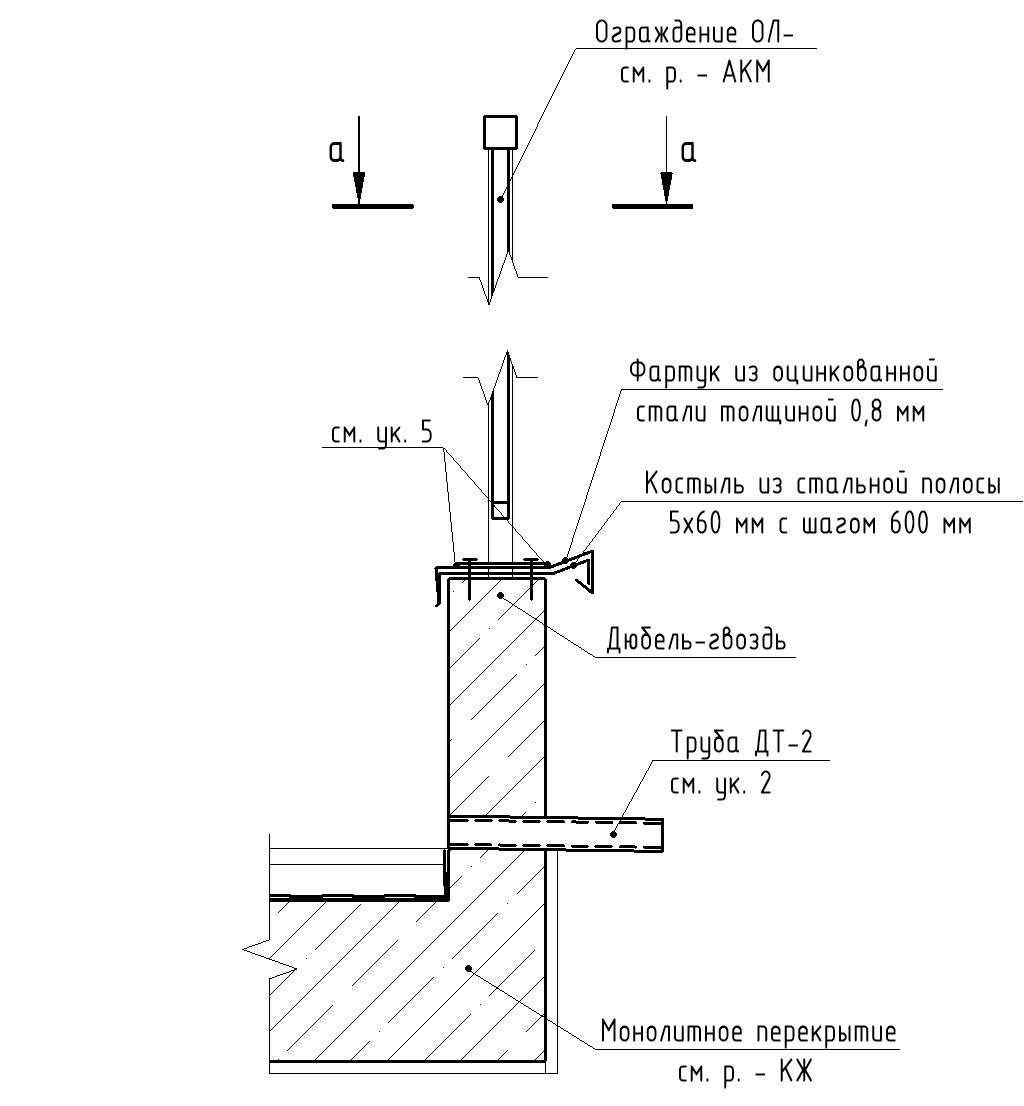 Ограждение ОЛ-
см. р. - АКМ
а
а
Фартук из оцинкованной
стали толщиной 0,8 мм
см. ук. 5
Костыль из стальной полосы
5х60 мм с шагом 600 мм
Дюбель-гвоздь
Труба ДТ-2
см. ук. 2
Монолитное перекрытие
см. р. - КЖ